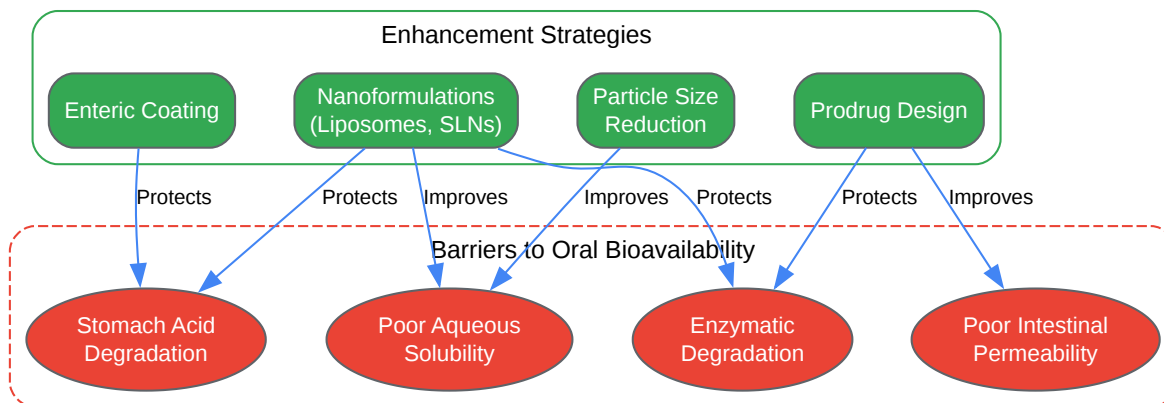 Enhancement Strategies
Enteric Coating
Nanoformulations
(Liposomes, SLNs)
Particle Size
Reduction
Prodrug Design
Protects
Protects
Improves
Improves
Protects
Protects
Improves
Barriers to Oral Bioavailability
Stomach Acid
Degradation
Poor Aqueous
Solubility
Enzymatic
Degradation
Poor Intestinal
Permeability